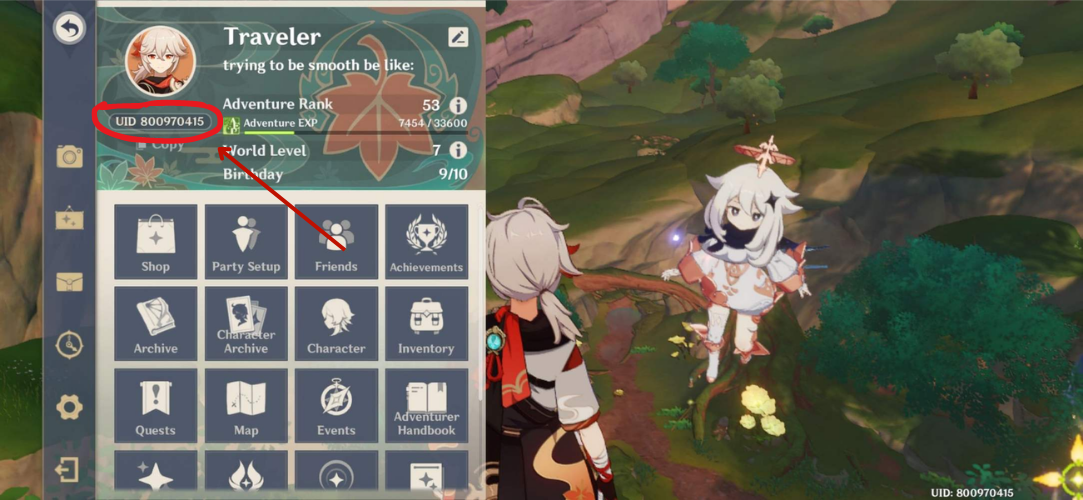 Traveler
trying to be smooth be like:
Adventure Rank 53
Adventure EXP 7454 / 33600
UID 800970415
Copy
World Level 7
Birthday 9/10
Shop
Party Setup
Friends
Achievements
Archive
Character
Archive
Character
Inventory
Quests
Map
Events
Adventurer
Handbook
UID: 800970415